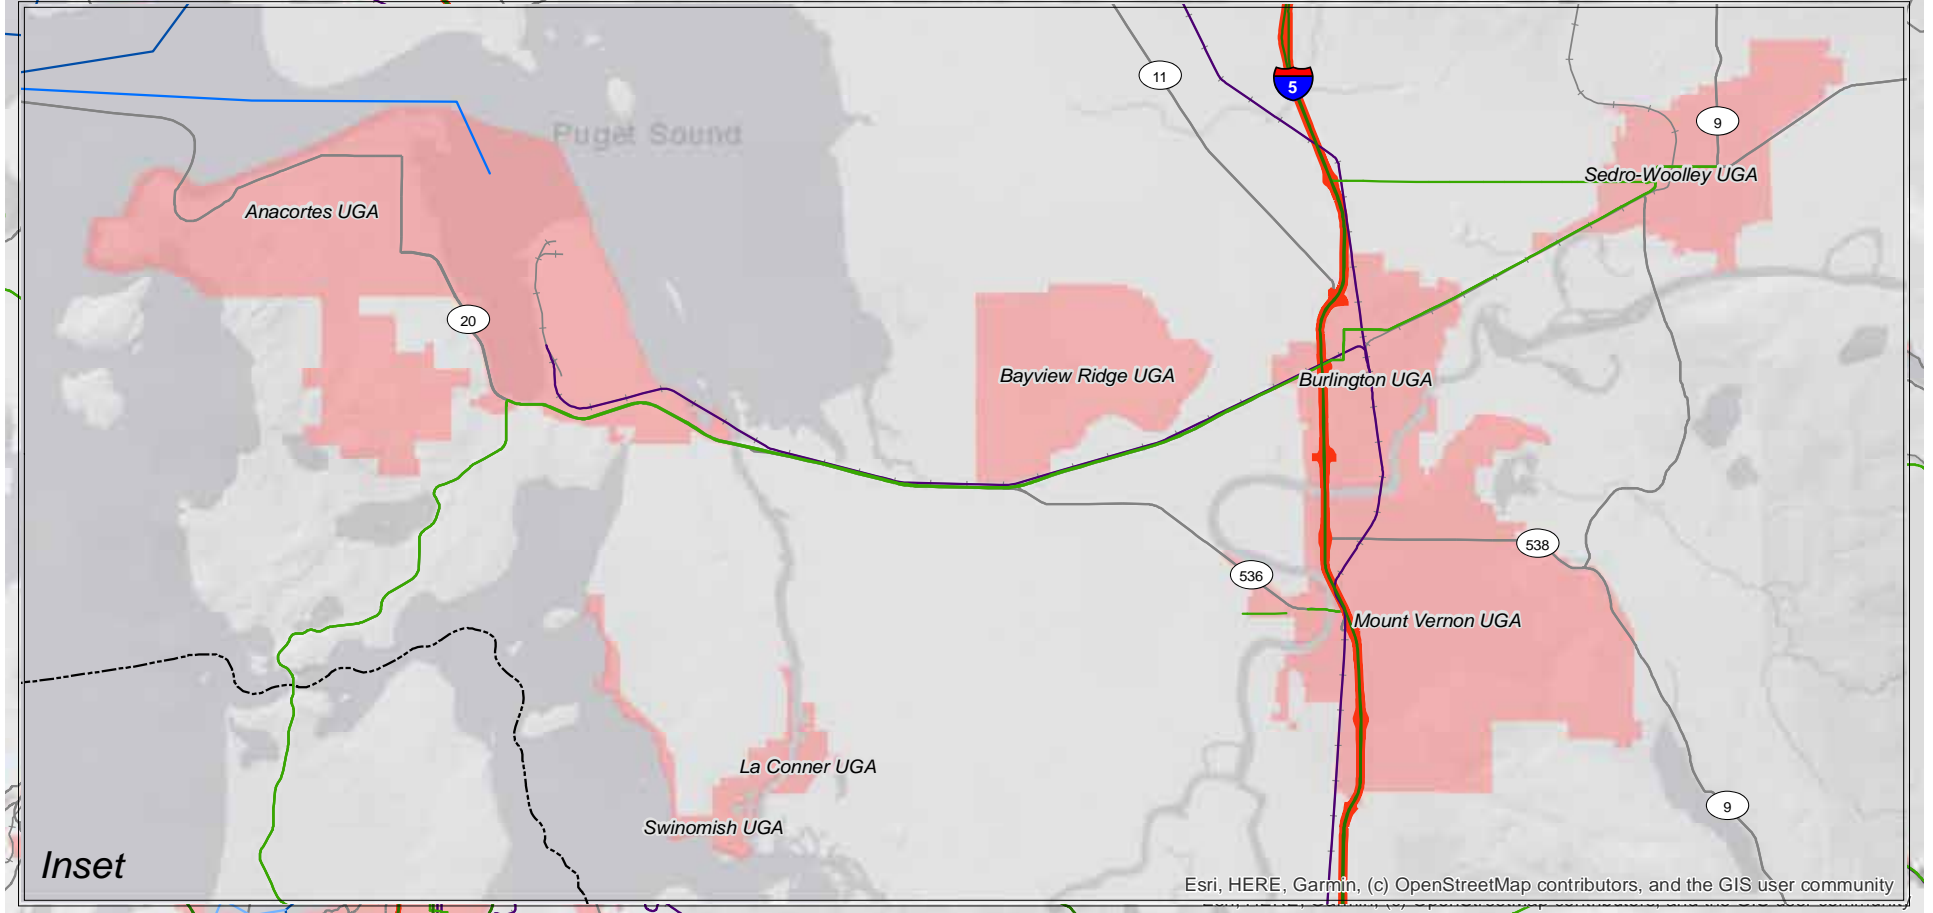 11
5
9
Puget Sound
Sedro-Woolley UGA
Anacortes UGA
20
Bayview Ridge UGA
Burlington UGA
538
536
Mount Vernon UGA
La Conner UGA
9
Swinomish UGA
Inset
Esri, HERE, Garmin, (c) OpenStreetMap contributors, and the GIS user community